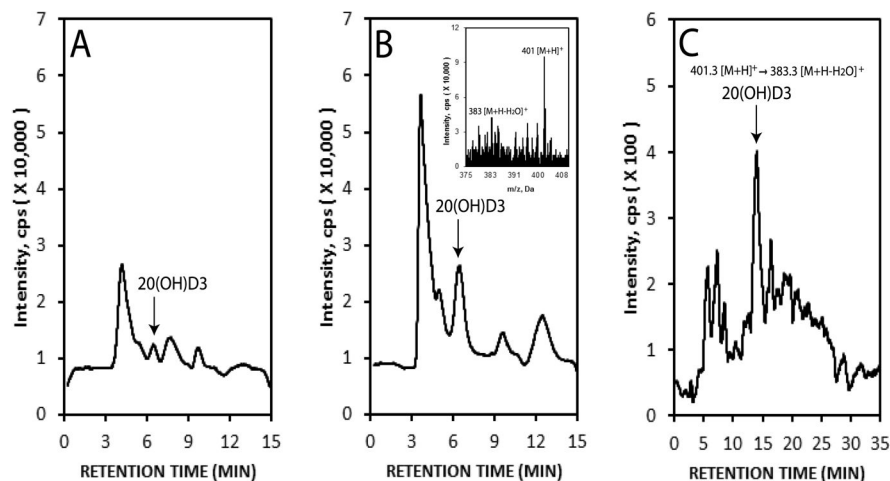 A
Intensity, cps ( X 10,000)
7
6
5
4
3
2
1
0
20(OH)D3
0 3 6 9 12 15
RETENTION TIME (MIN)
B
Intensity, cps ( X 10,000)
7
6
5
4
3
2
1
0
20(OH)D3
0 3 6 9 12 15
RETENTION TIME (MIN)
Intensity, cps ( X 10,000)
12
9
6
3
0
401 [M+H]+
383 [M+H-H2O]+
375 383 391 400 408
m/z, Da
C
Intensity, cps ( X 100)
6
5
4
3
2
1
0
401.3 [M+H]+ → 383.3 [M+H-H2O]+
20(OH)D3
0 5 10 15 20 25 30 35
RETENTION TIME (MIN)